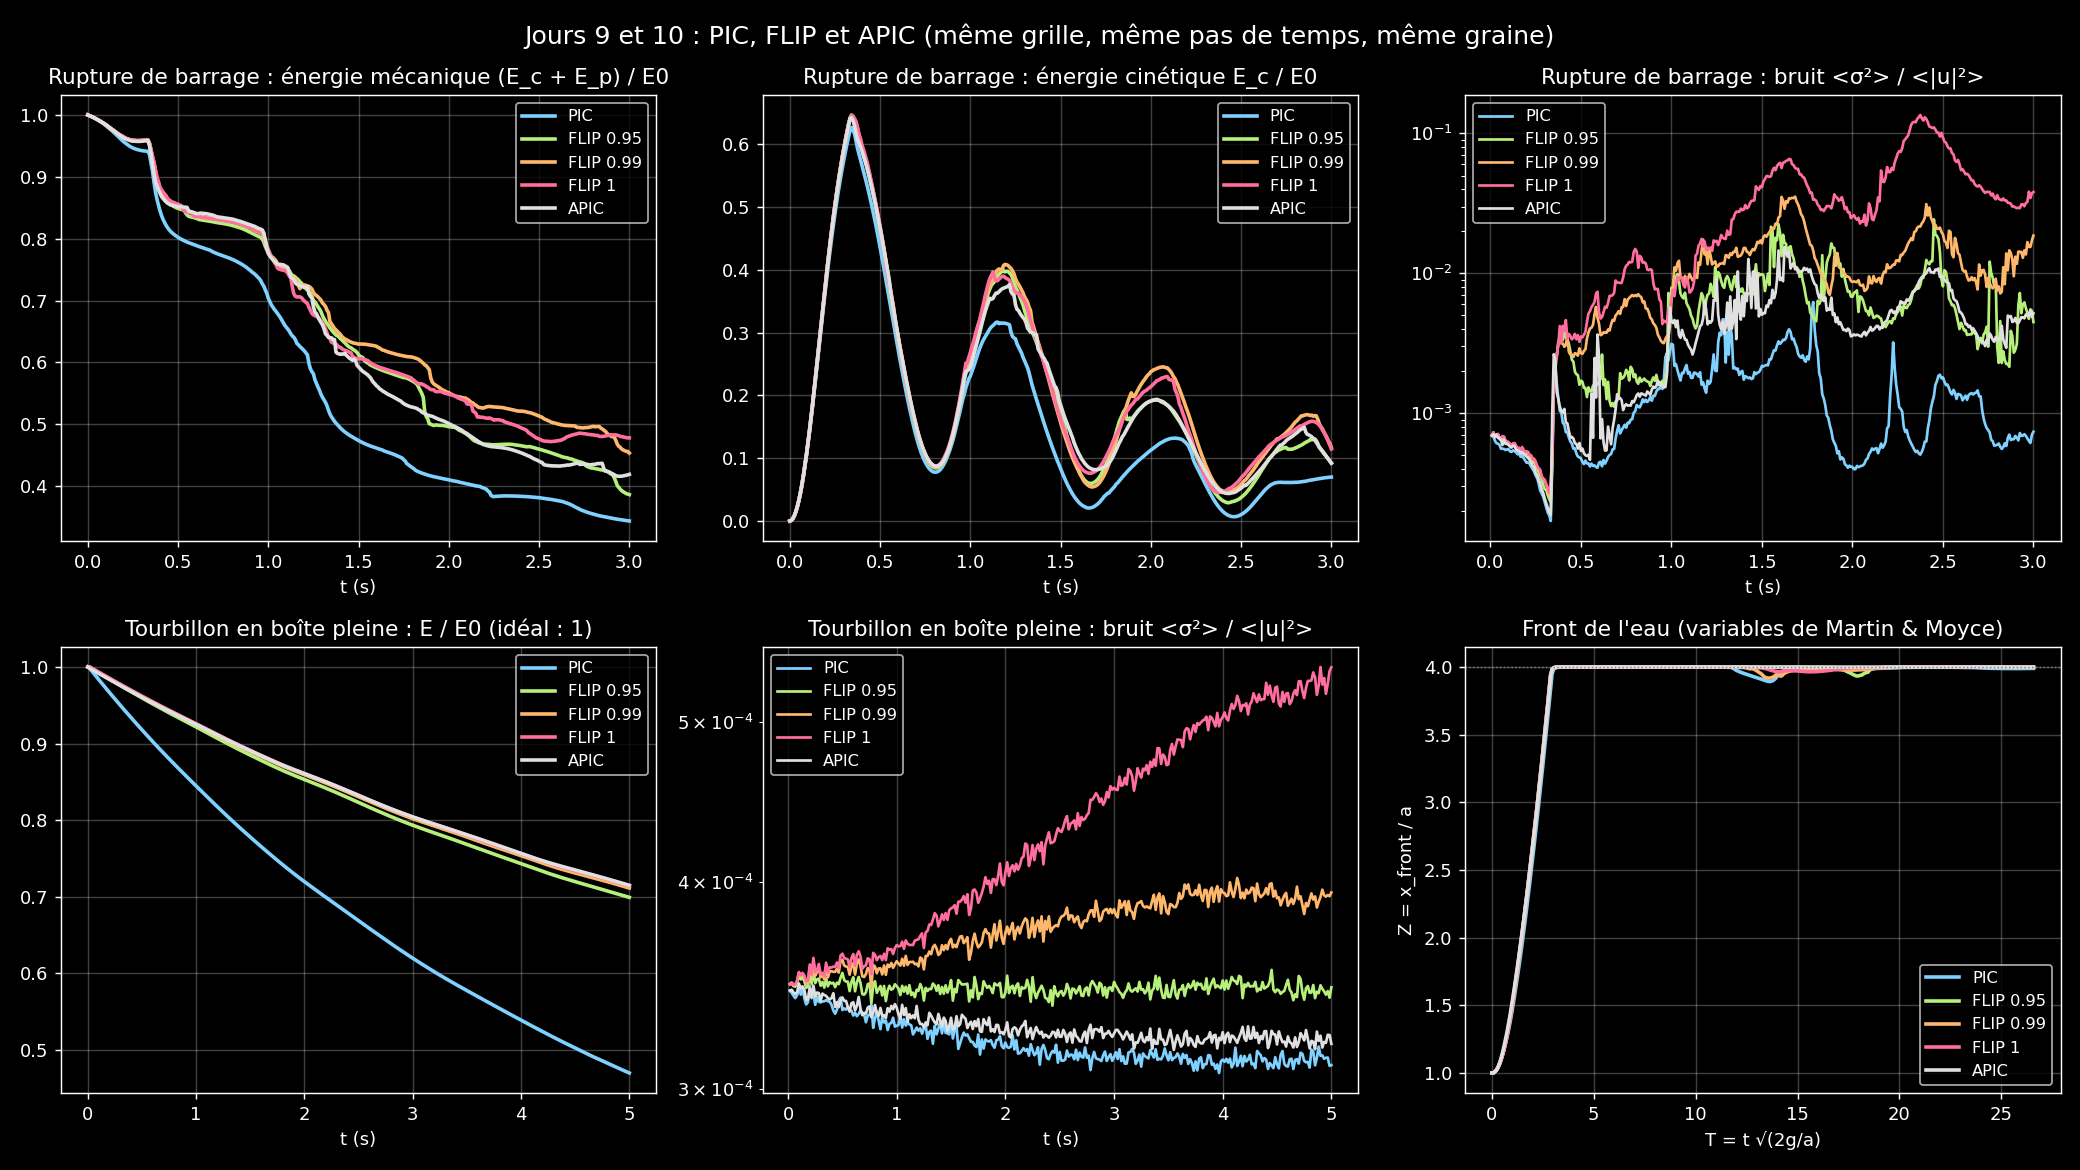 Jours 9 et 10 : PIC, FLIP et APIC (même grille, même pas de temps, même graine)
Rupture de barrage : énergie mécanique (E_c + E_p) / E0
1.0
0.9
0.8
0.7
0.6
0.5
0.4
PIC
FLIP 0.95
FLIP 0.99
FLIP 1
APIC
0.0 0.5 1.0 1.5 2.0 2.5 3.0
t (s)
Rupture de barrage : énergie cinétique E_c / E0
0.6
0.5
0.4
0.3
0.2
0.1
0.0
PIC
FLIP 0.95
FLIP 0.99
FLIP 1
APIC
0.0 0.5 1.0 1.5 2.0 2.5 3.0
t (s)
Rupture de barrage : bruit <σ²> / <|u|²>
10⁻¹
10⁻²
10⁻³
PIC
FLIP 0.95
FLIP 0.99
FLIP 1
APIC
0.0 0.5 1.0 1.5 2.0 2.5 3.0
t (s)
Tourbillon en boîte pleine : E / E0 (idéal : 1)
1.0
0.9
0.8
0.7
0.6
0.5
PIC
FLIP 0.95
FLIP 0.99
FLIP 1
APIC
0 1 2 3 4 5
t (s)
Tourbillon en boîte pleine : bruit <σ²> / <|u|²>
5 × 10⁻⁴
4 × 10⁻⁴
3 × 10⁻⁴
PIC
FLIP 0.95
FLIP 0.99
FLIP 1
APIC
0 1 2 3 4 5
t (s)
Front de l'eau (variables de Martin & Moyce)
Z = x_front / a
4.0
3.5
3.0
2.5
2.0
1.5
1.0
PIC
FLIP 0.95
FLIP 0.99
FLIP 1
APIC
0 5 10 15 20 25
T = t √(2g/a)